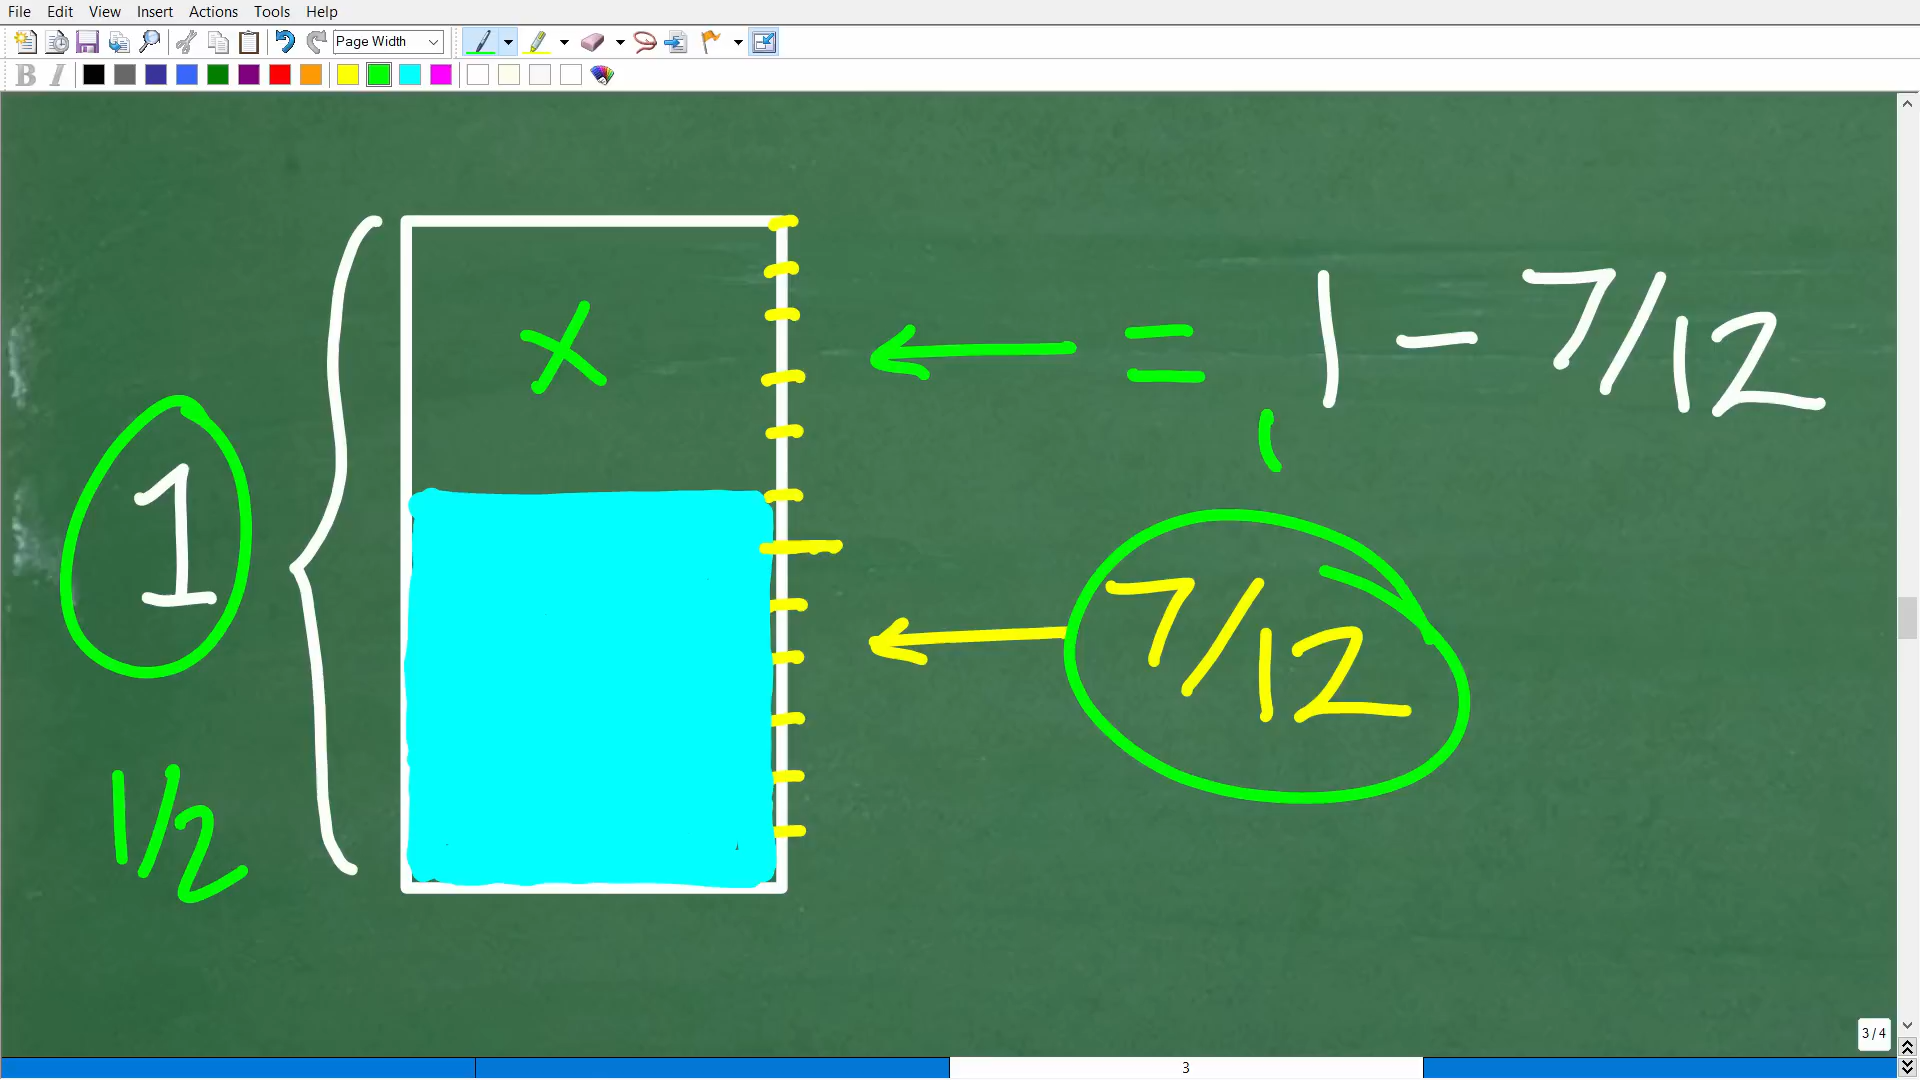 File Edit View Insert Actions Tools Help
Page Width
B I
X = 1 - 7/12
1
7/12
1/2
3 / 4
3